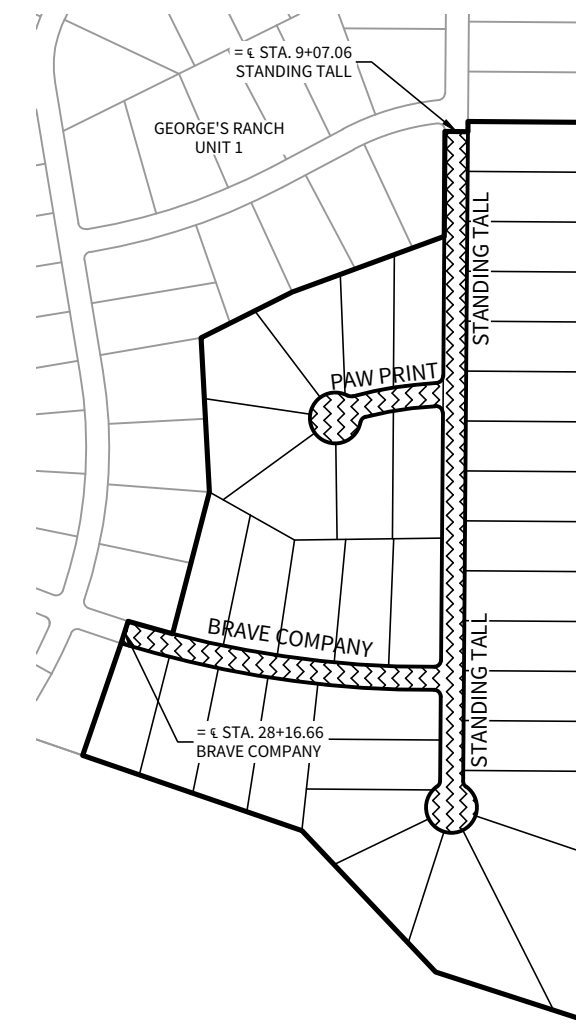 = ℄ STA. 9+07.06
STANDING TALL
GEORGE'S RANCH
UNIT 1
STANDING TALL
PAW PRINT
BRAVE COMPANY
STANDING TALL
= ℄ STA. 28+16.66
BRAVE COMPANY